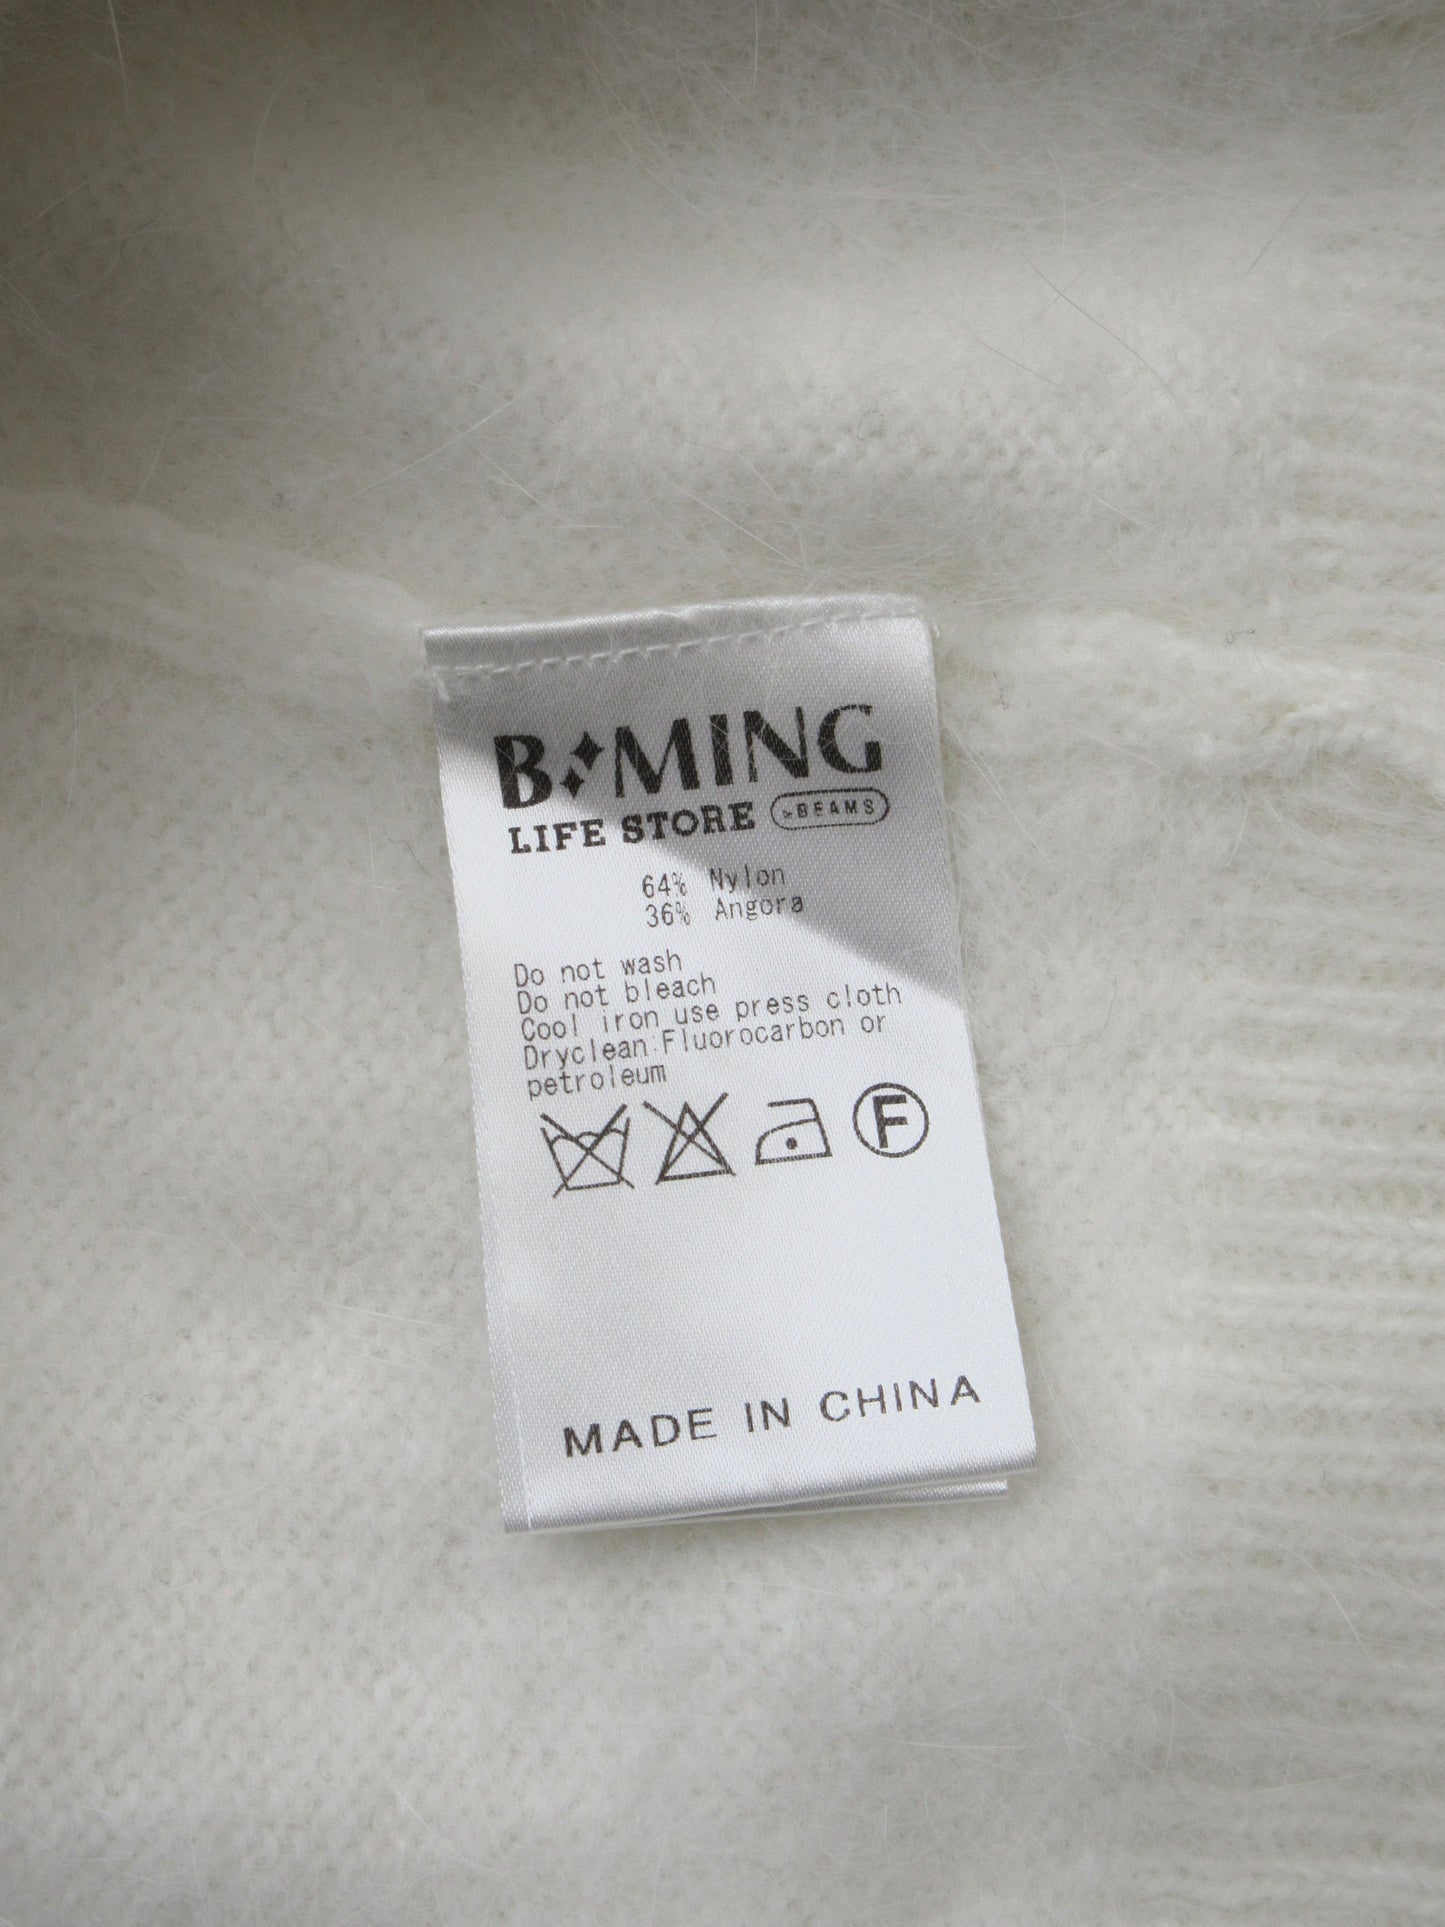 B:MING
LIFE STORE by BEAMS
64% Nylon
36% Angora
Do not wash
Do not bleach
Cool iron use press cloth
Dryclean:Fluorocarbon or
petroleum
F
MADE IN CHINA